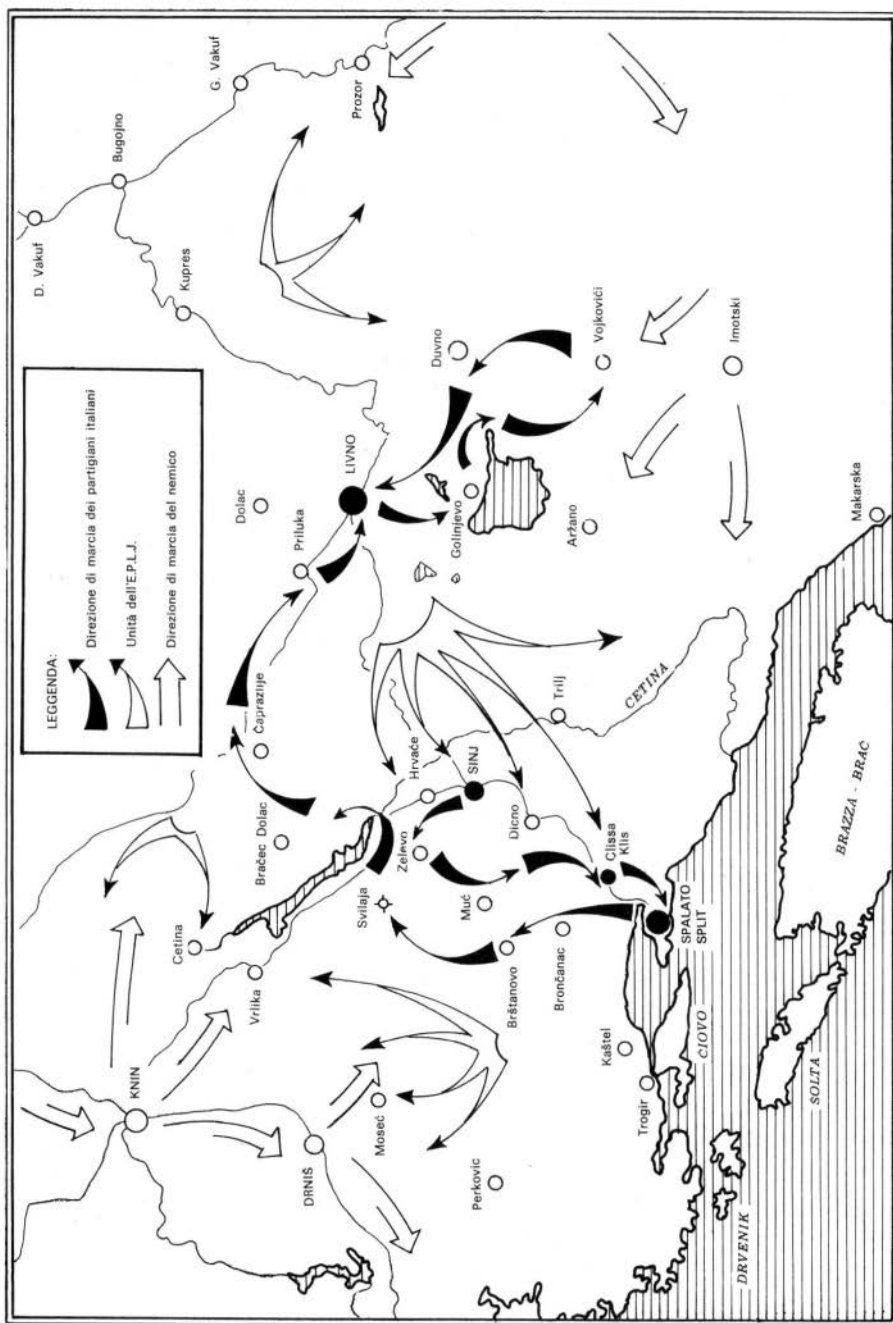 LEGGENDA:
Direzione di marcia dei partigiani italiani
Unità dell'E.P.L.J.
Direzione di marcia del nemico
D. Vakuf
Bugojno
G. Vakuf
Prozor
Kupres
KNIN
Cetina
Vrlika
DRNIŠ
Moseć
Perkovic
Bračec Dolac
Čaprazlije
Priluka
Dolac
LIVNO
Duvno
Golinjevo
Vojkovići
Aržano
Imotski
Svilaja
Zelovo
Hrvače
SINJ
Trilj
CETINA
Muć
Dicno
Brštanovo
Brončanac
Clissa
Klis
SPALATO
SPLIT
Kaštel
Trogir
CIOVO
Makarska
BRAZZA - BRAČ
SOLTA
DRVENIK